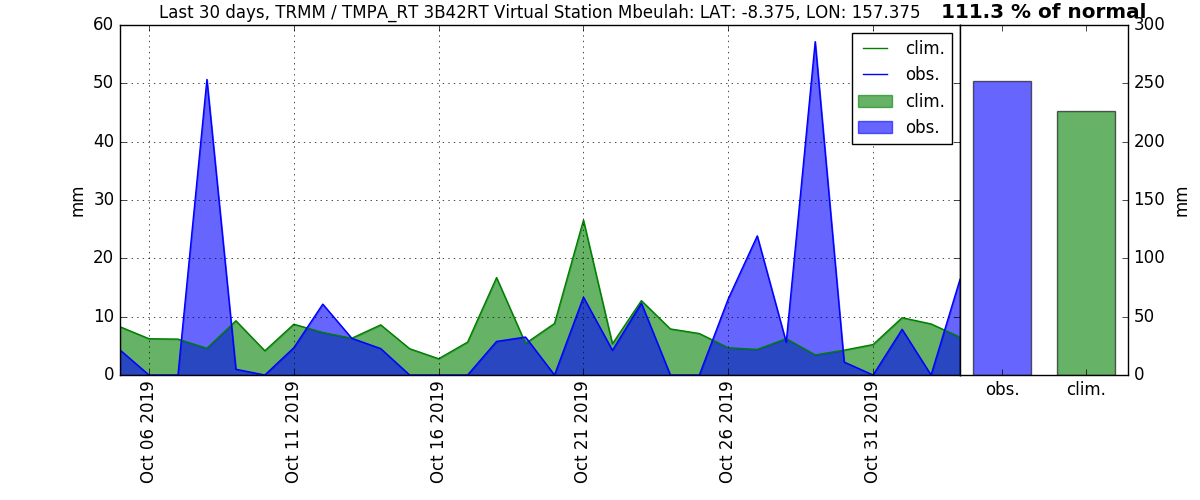 Last 30 days, TRMM / TMPA_RT 3B42RT Virtual Station Mbeulah: LAT: -8.375, LON: 157.375
111.3 % of normal
60
50
40
30
20
10
0
mm
clim.
obs.
clim.
obs.
Oct 06 2019
Oct 11 2019
Oct 16 2019
Oct 21 2019
Oct 26 2019
Oct 31 2019
300
250
200
150
100
50
0
mm
obs.
clim.